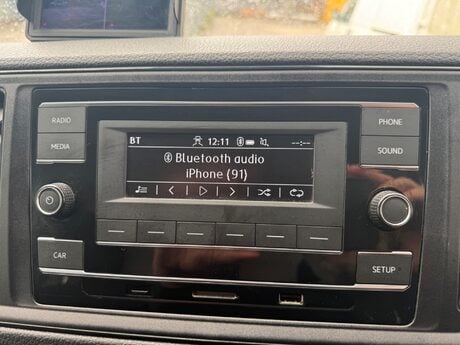 RADIO
MEDIA
BT 12:11 --:--
Bluetooth audio
iPhone (91)
PHONE
SOUND
CAR
SETUP